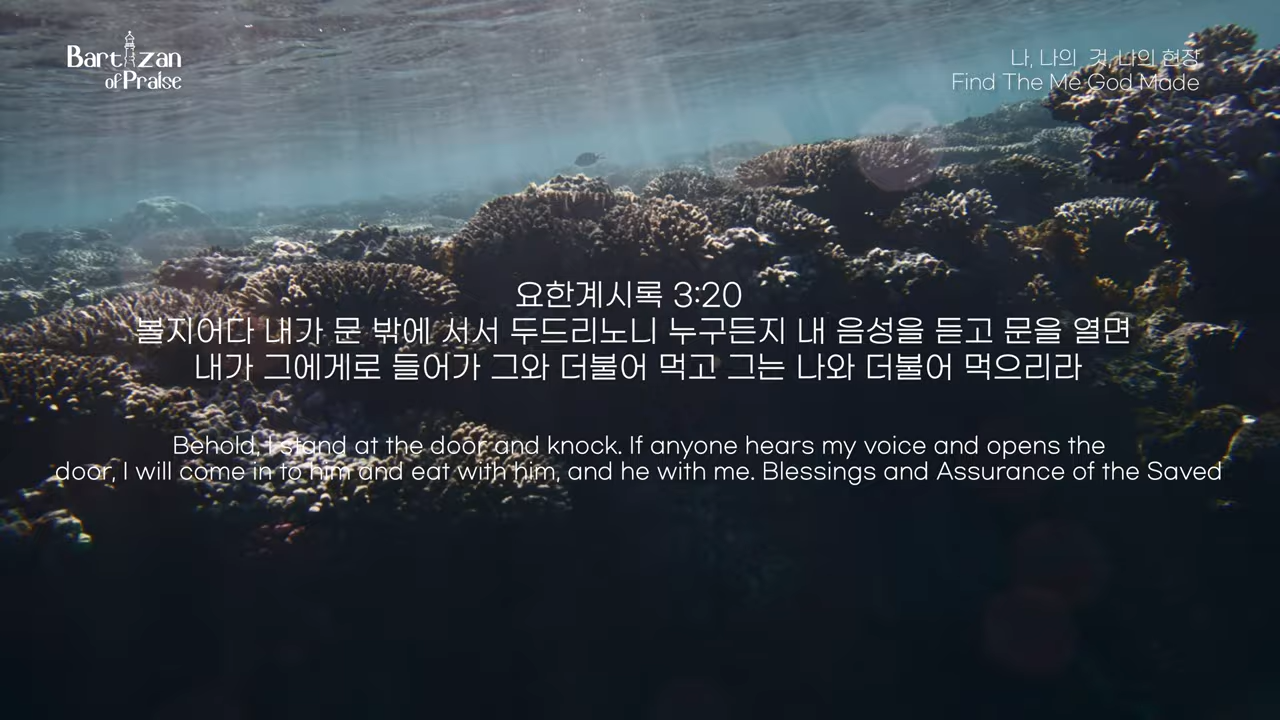 Bartizan
of Praise
나, 나의 것, 나의 현장
Find The Me God Made
요한계시록 3:20
볼지어다 내가 문 밖에 서서 두드리노니 누구든지 내 음성을 듣고 문을 열면
내가 그에게로 들어가 그와 더불어 먹고 그는 나와 더불어 먹으리라
Behold, I stand at the door and knock. If anyone hears my voice and opens the
door, I will come in to him and eat with him, and he with me. Blessings and Assurance of the Saved